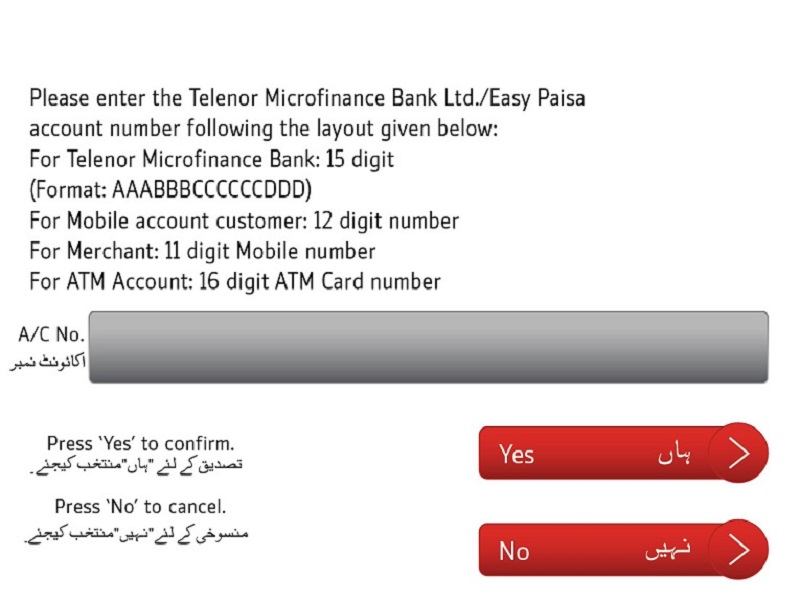 Please enter the Telenor Microfinance Bank Ltd./Easy Paisa
account number following the layout given below:
For Telenor Microfinance Bank: 15 digit
(Format: AAABBBCCCCCCDDD)
For Mobile account customer: 12 digit number
For Merchant: 11 digit Mobile number
For ATM Account: 16 digit ATM Card number
A/C No.
اکائونٹ نمبر
Press ‘Yes’ to confirm.
تصدیق کے لئے "ہاں" منتخب کیجئے۔
Yes ہاں
Press ‘No’ to cancel.
منسوخی کے لئے "نہیں" منتخب کیجئے۔
No نہیں